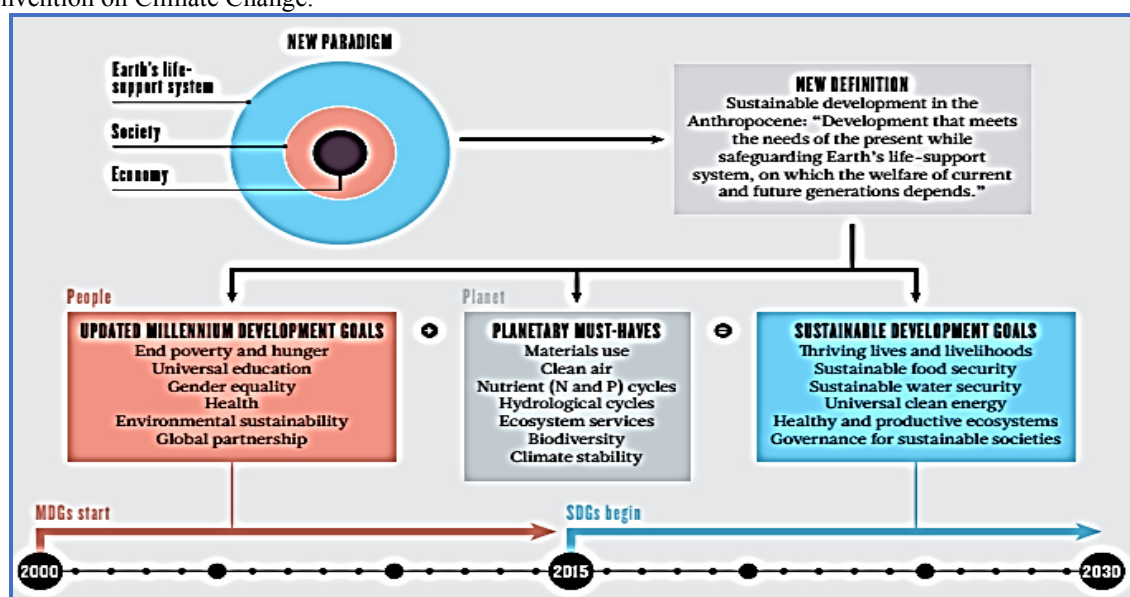 nvention on Climate Change.
NEW PARADIGM
Earth's life-
support system
Society
Economy
NEW DEFINITION
Sustainable development in the
Anthropocene: “Development that meets
the needs of the present while
safeguarding Earth's life-support
system, on which the welfare of current
and future generations depends.”
People
UPDATED MILLENNIUM DEVELOPMENT GOALS
End poverty and hunger
Universal education
Gender equality
Health
Environmental sustainability
Global partnership
+
Planet
PLANETARY MUST-HAVES
Materials use
Clean air
Nutrient (N and P) cycles
Hydrological cycles
Ecosystem services
Biodiversity
Climate stability
=
SUSTAINABLE DEVELOPMENT GOALS
Thriving lives and livelihoods
Sustainable food security
Sustainable water security
Universal clean energy
Healthy and productive ecosystems
Governance for sustainable societies
MDGs start
SDGs begin
2000
2015
2030